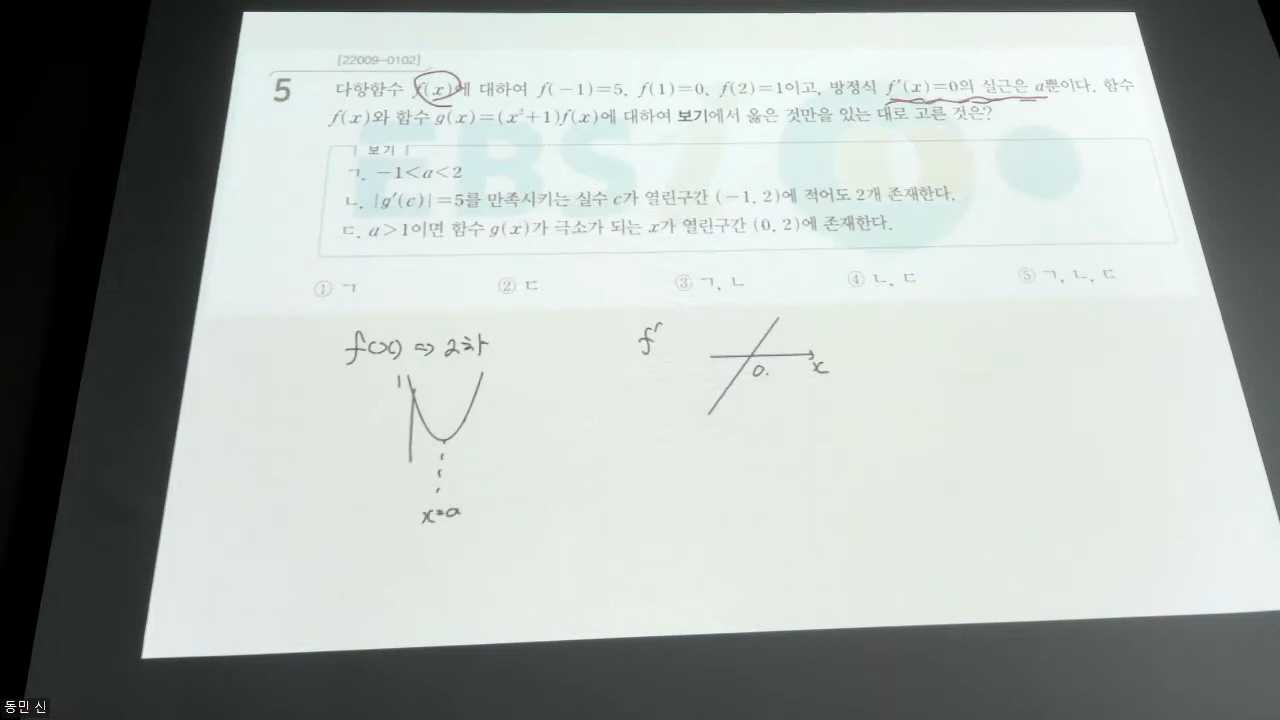 [22009-0102]
5 다항함수 f(x)에 대하여 f(-1)=5, f(1)=0, f(2)=1이고, 방정식 f′(x)=0의 실근은 a뿐이다. 함수
f(x)와 함수 g(x)=(x²+1)f(x)에 대하여 보기에서 옳은 것만을 있는 대로 고른 것은?
보기
ㄱ. -1<a<2
ㄴ. |g′(c)|=5를 만족시키는 실수 c가 열린구간 (-1, 2)에 적어도 2개 존재한다.
ㄷ. a>1이면 함수 g(x)가 극소가 되는 x가 열린구간 (0, 2)에 존재한다.
① ㄱ ② ㄷ ③ ㄱ, ㄴ ④ ㄴ, ㄷ ⑤ ㄱ, ㄴ, ㄷ
EBS
f(x) ⇒ 2차
f′
x
x=a
동민 신